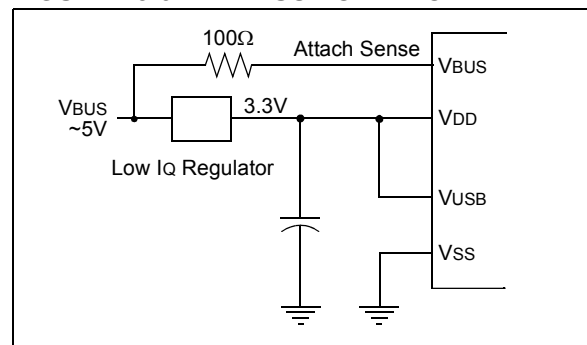 100Ω
Attach Sense
VBUS
VBUS
~5V
3.3V
VDD
Low IQ Regulator
VUSB
VSS